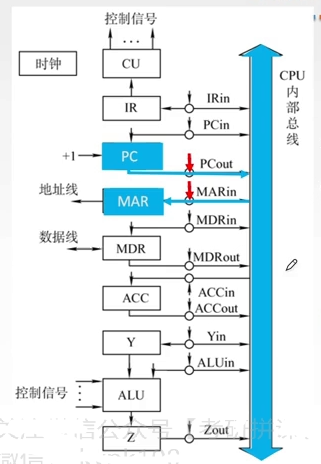 控制信号
时钟
CU
CPU
内
部
总
线
IR
IRin
PCin
+1
PC
PCout
地址线
MAR
MARin
MDRin
数据线
MDR
MDRout
ACCin
ACC
ACCout
Y
Yin
ALUin
控制信号
ALU
Z
Zout